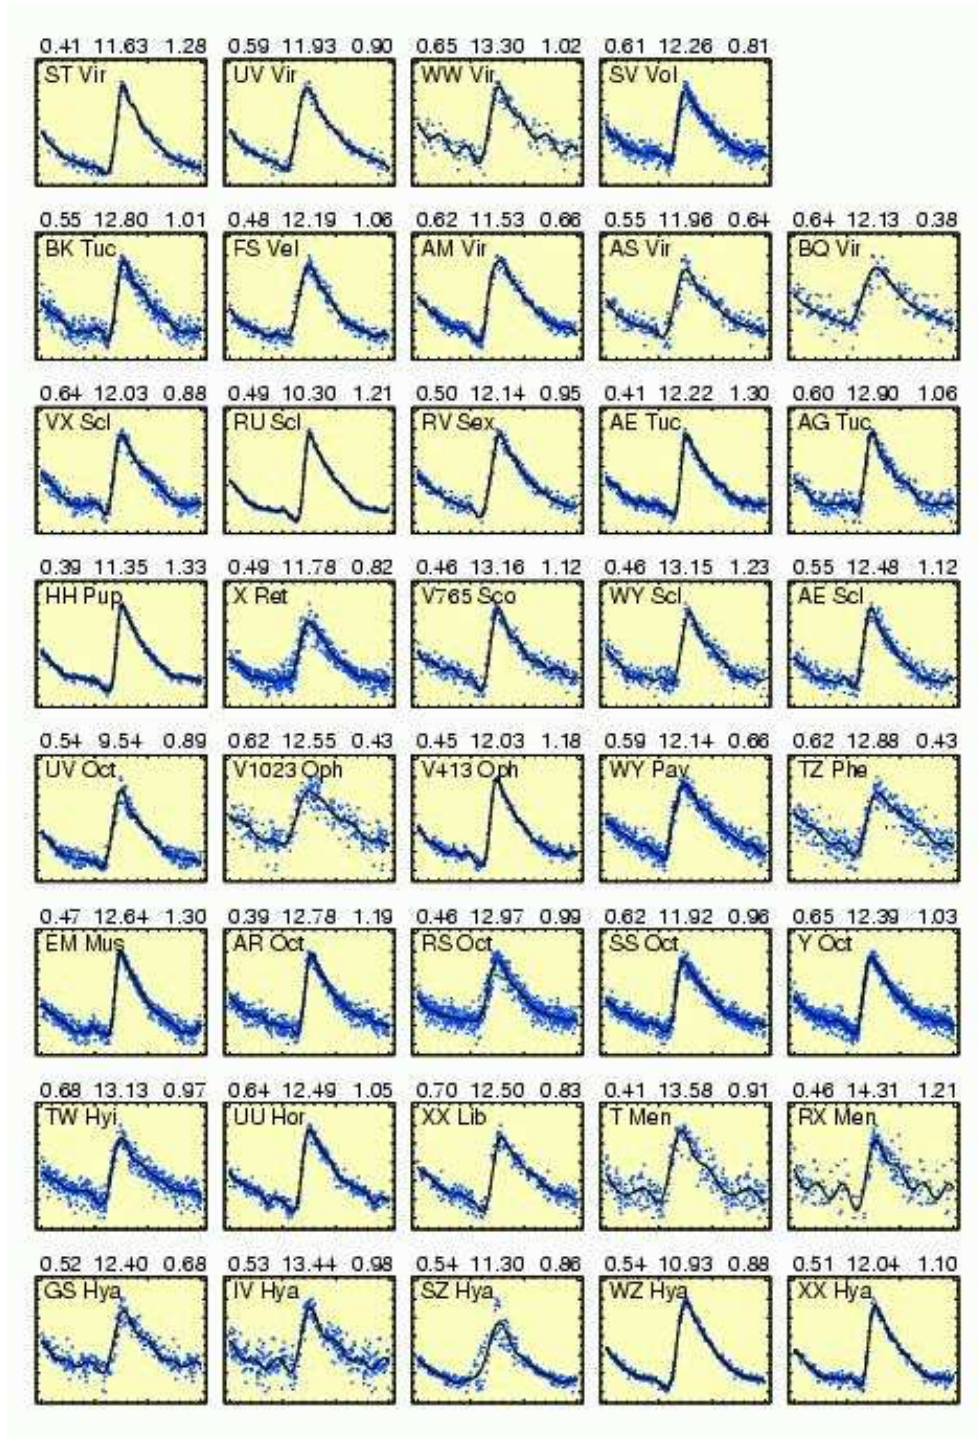 0.41 11.63 1.28 0.59 11.93 0.90 0.65 13.30 1.02 0.61 12.26 0.81
ST Vir UV Vir WW Vir SV Vol
0.55 12.80 1.01 0.48 12.19 1.06 0.62 11.53 0.66 0.55 11.96 0.64 0.64 12.13 0.38
BK Tuc FS Vel AM Vir AS Vir BQ Vir
0.64 12.03 0.88 0.49 10.30 1.21 0.50 12.14 0.95 0.41 12.22 1.30 0.60 12.90 1.06
VX Scl RU Scl RV Sex AE Tuc AG Tuc
0.39 11.35 1.33 0.49 11.78 0.82 0.46 13.16 1.12 0.46 13.15 1.23 0.55 12.48 1.12
HH Pup X Ret V765 Sco WY Scl AE Scl
0.54 9.54 0.89 0.62 12.55 0.43 0.45 12.03 1.18 0.59 12.14 0.66 0.62 12.88 0.43
UV Oct V1023 Oph V413 Oph WY Pav TZ Phe
0.47 12.64 1.30 0.39 12.78 1.19 0.46 12.97 0.99 0.62 11.92 0.96 0.65 12.39 1.03
EM Mus AR Oct RS Oct SS Oct Y Oct
0.68 13.13 0.97 0.64 12.49 1.05 0.70 12.50 0.83 0.41 13.58 0.91 0.46 14.31 1.21
TW Hyi UU Hor XX Lib T Men RX Men
0.52 12.40 0.68 0.53 13.44 0.98 0.54 11.30 0.86 0.54 10.93 0.88 0.51 12.04 1.10
GS Hya IV Hya SZ Hya WZ Hya XX Hya